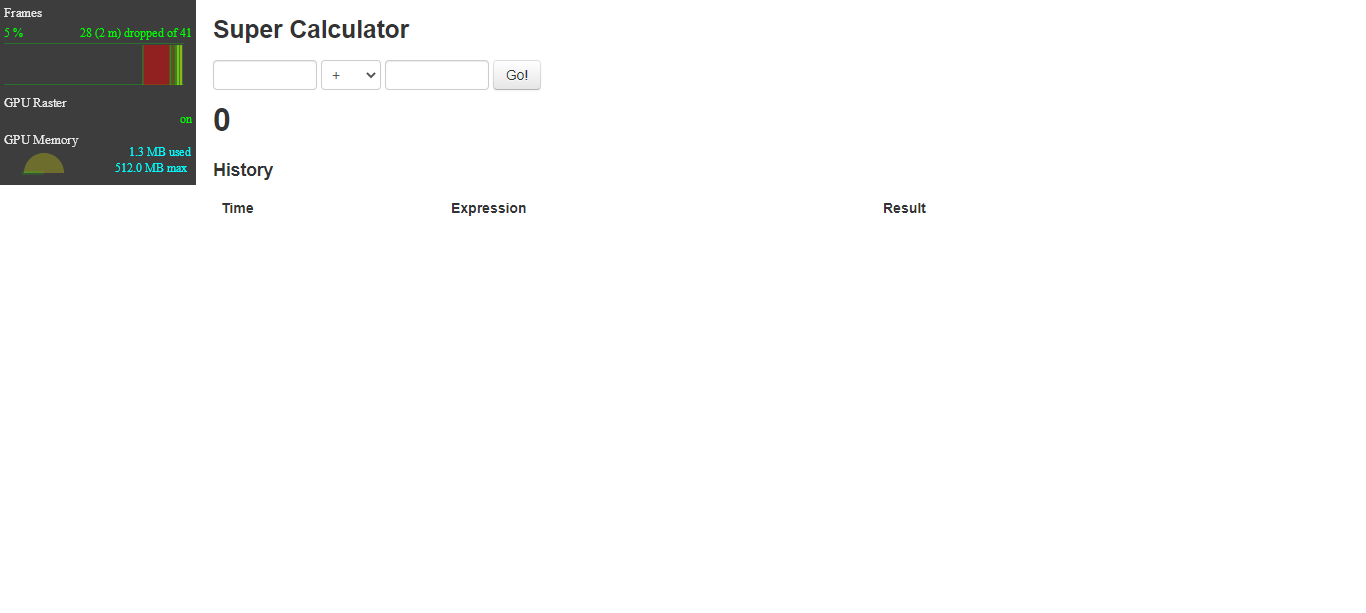 Frames
5 % 28 (2 m) dropped of 41
GPU Raster
on
GPU Memory
1.3 MB used
512.0 MB max
Super Calculator
+ Go!
0
History
Time Expression Result